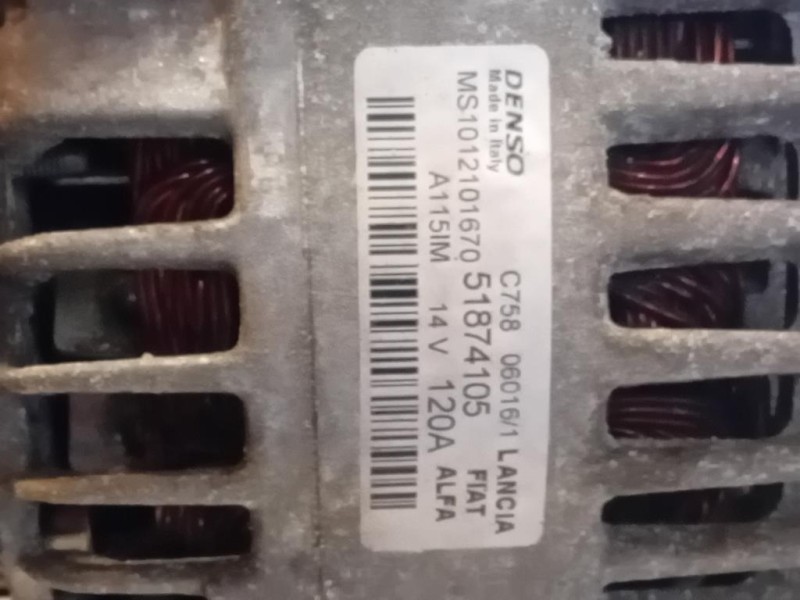 DENSO
Made in Italy
C758 06016/1 LANCIA
MS1012101670 51874105 FIAT
A115IM 14 V 120A ALFA